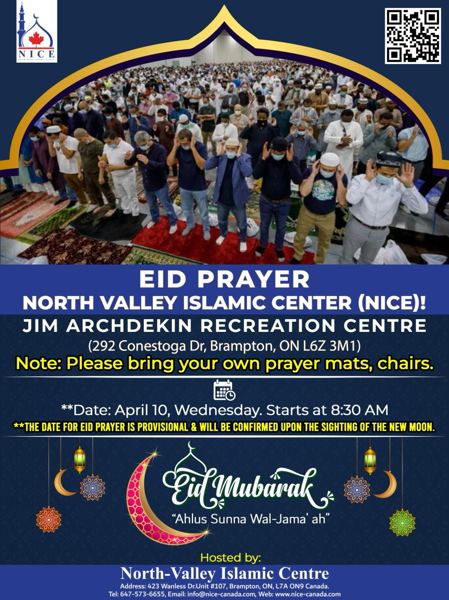 NICE
EID PRAYER
NORTH VALLEY ISLAMIC CENTER (NICE)!
JIM ARCHDEKIN RECREATION CENTRE
(292 Conestoga Dr, Brampton, ON L6Z 3M1)
Note: Please bring your own prayer mats, chairs.
**Date: April 10, Wednesday. Starts at 8:30 AM
**THE DATE FOR EID PRAYER IS PROVISIONAL & WILL BE CONFIRMED UPON THE SIGHTING OF THE NEW MOON.
Eid Mubarak
"Ahlus Sunna Wal-Jama' ah"
Hosted by:
North-Valley Islamic Centre
Address: 423 Wanless Dr.Unit #107, Brampton, ON, L7A ON9 Canada.
Tel: 647-573-6655, Email: info@nice-canada.com, Web: www.nice-canada.com